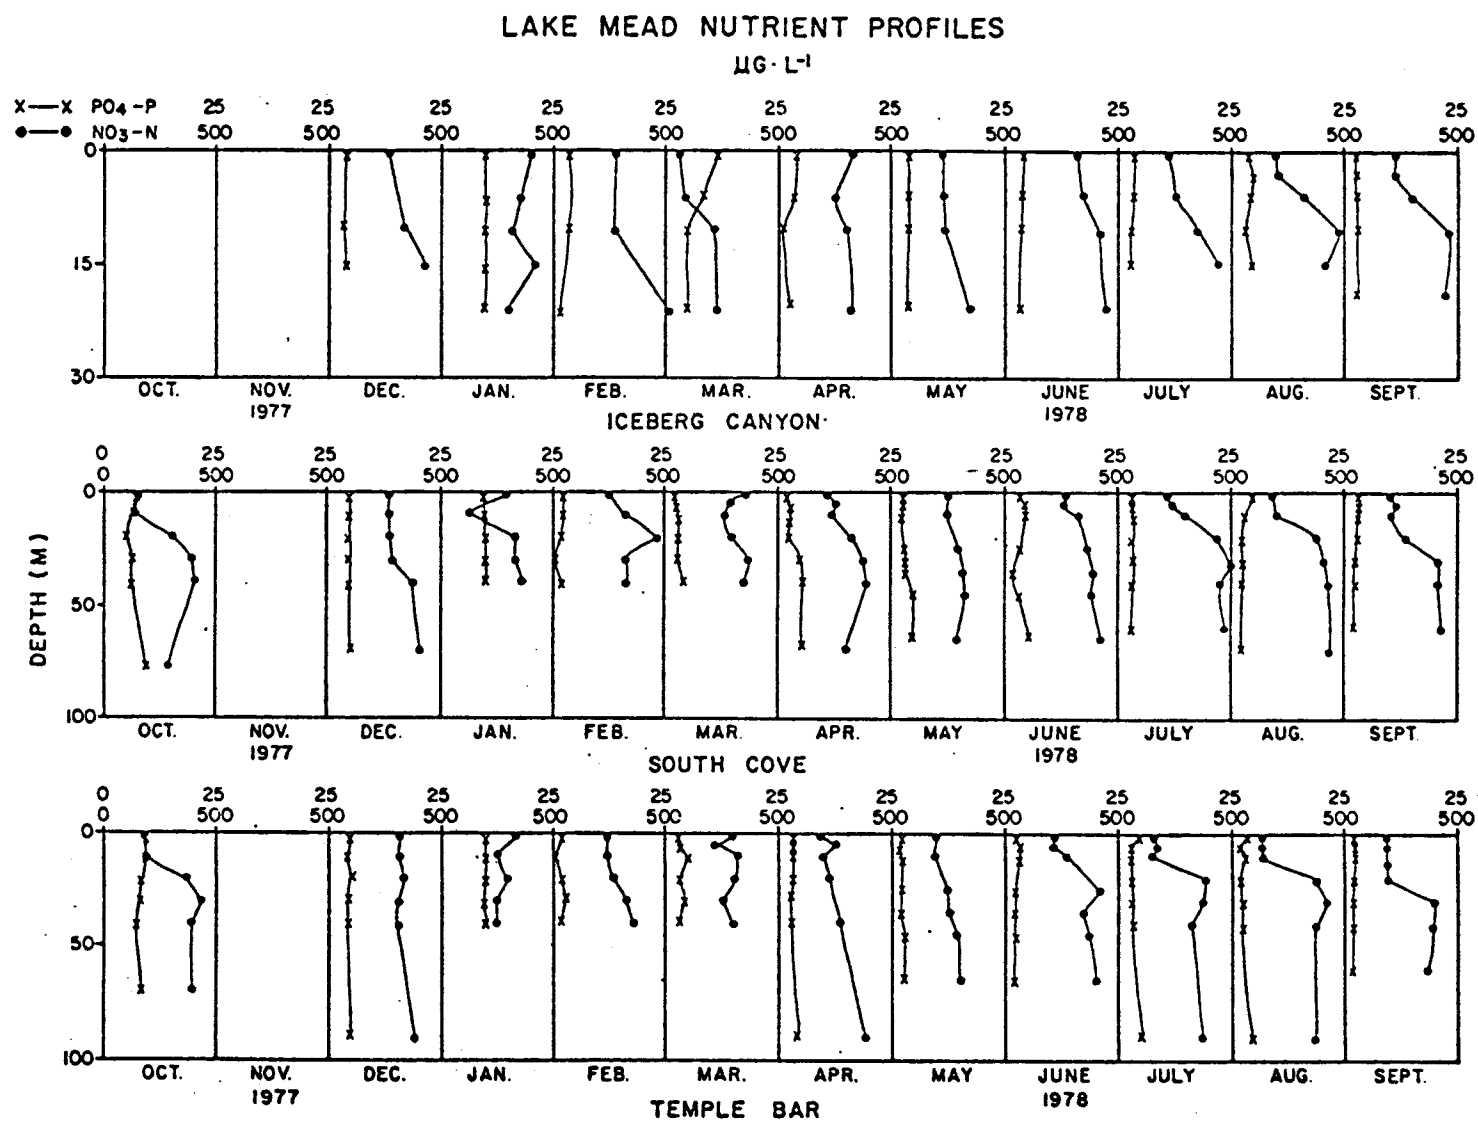 LAKE MEAD NUTRIENT PROFILES
µG·L⁻¹
x—x PO4-P 25 25 25 25 25 25 25 25 25 25 25 25
●—● NO3-N 500 500 500 500 500 500 500 500 500 500 500 500
0
15
30
OCT. NOV. DEC. JAN. FEB. MAR. APR. MAY JUNE JULY AUG. SEPT.
1977 1978
ICEBERG CANYON
0 25 25 25 25 25 25 25 25 25 25 25 25
0 500 500 500 500 500 500 500 500 500 500 500 500
0
50
100
DEPTH (M)
OCT. NOV. DEC. JAN. FEB. MAR. APR. MAY JUNE JULY AUG. SEPT.
1977 1978
SOUTH COVE
0 25 25 25 25 25 25 25 25 25 25 25 25
0 500 500 500 500 500 500 500 500 500 500 500 500
0
50
100
OCT. NOV. DEC. JAN. FEB. MAR. APR. MAY JUNE JULY AUG. SEPT.
1977 1978
TEMPLE BAR